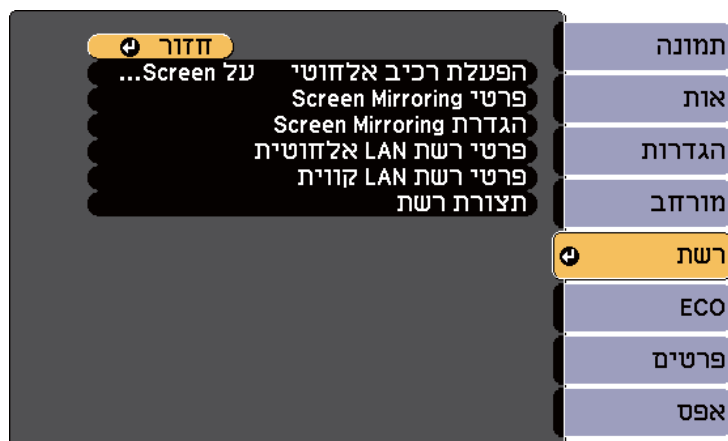 תמונה
אות
הגדרות
מורחב
רשת
ECO
פרטים
אפס
חזור
הפעלת רכיב אלחוטי על Screen...
פרטי Screen Mirroring
הגדרת Screen Mirroring
פרטי רשת LAN אלחוטית
פרטי רשת LAN קווית
תצורת רשת